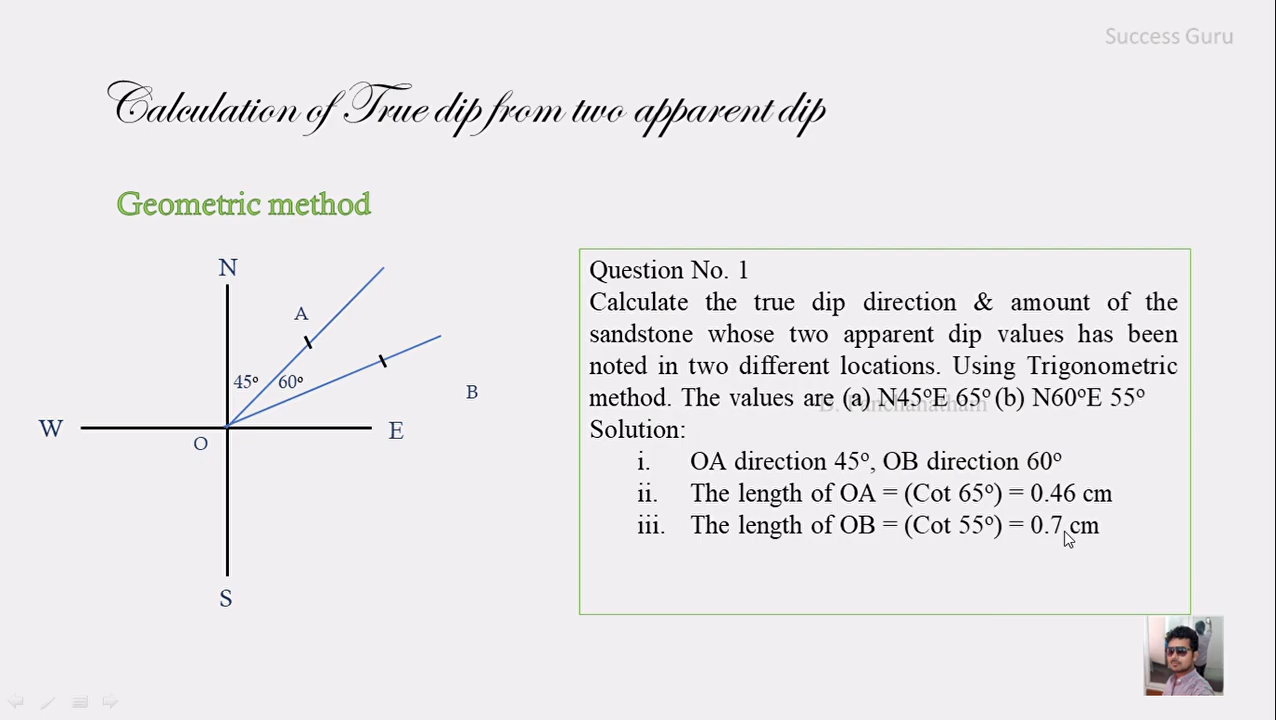 Success Guru
Calculation of True dip from two apparent dip
Geometric method
N
A
45º 60º
B
W
E
O
S
Question No. 1
Calculate the true dip direction & amount of the
sandstone whose two apparent dip values has been
noted in two different locations. Using Trigonometric
method. The values are (a) N45ºE 65º (b) N60ºE 55º
Solution:
i. OA direction 45º, OB direction 60º
ii. The length of OA = (Cot 65º) = 0.46 cm
iii. The length of OB = (Cot 55º) = 0.7 cm